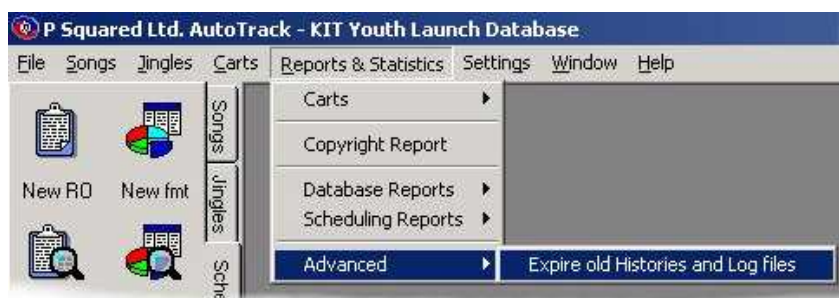 P Squared Ltd. AutoTrack - KIT Youth Launch Database
File Songs Jingles Carts Reports & Statistics Settings Window Help
Carts
Copyright Report
Database Reports
Scheduling Reports
Advanced
Expire old Histories and Log files
New RO New fmt
Songs
Jingles
Sche